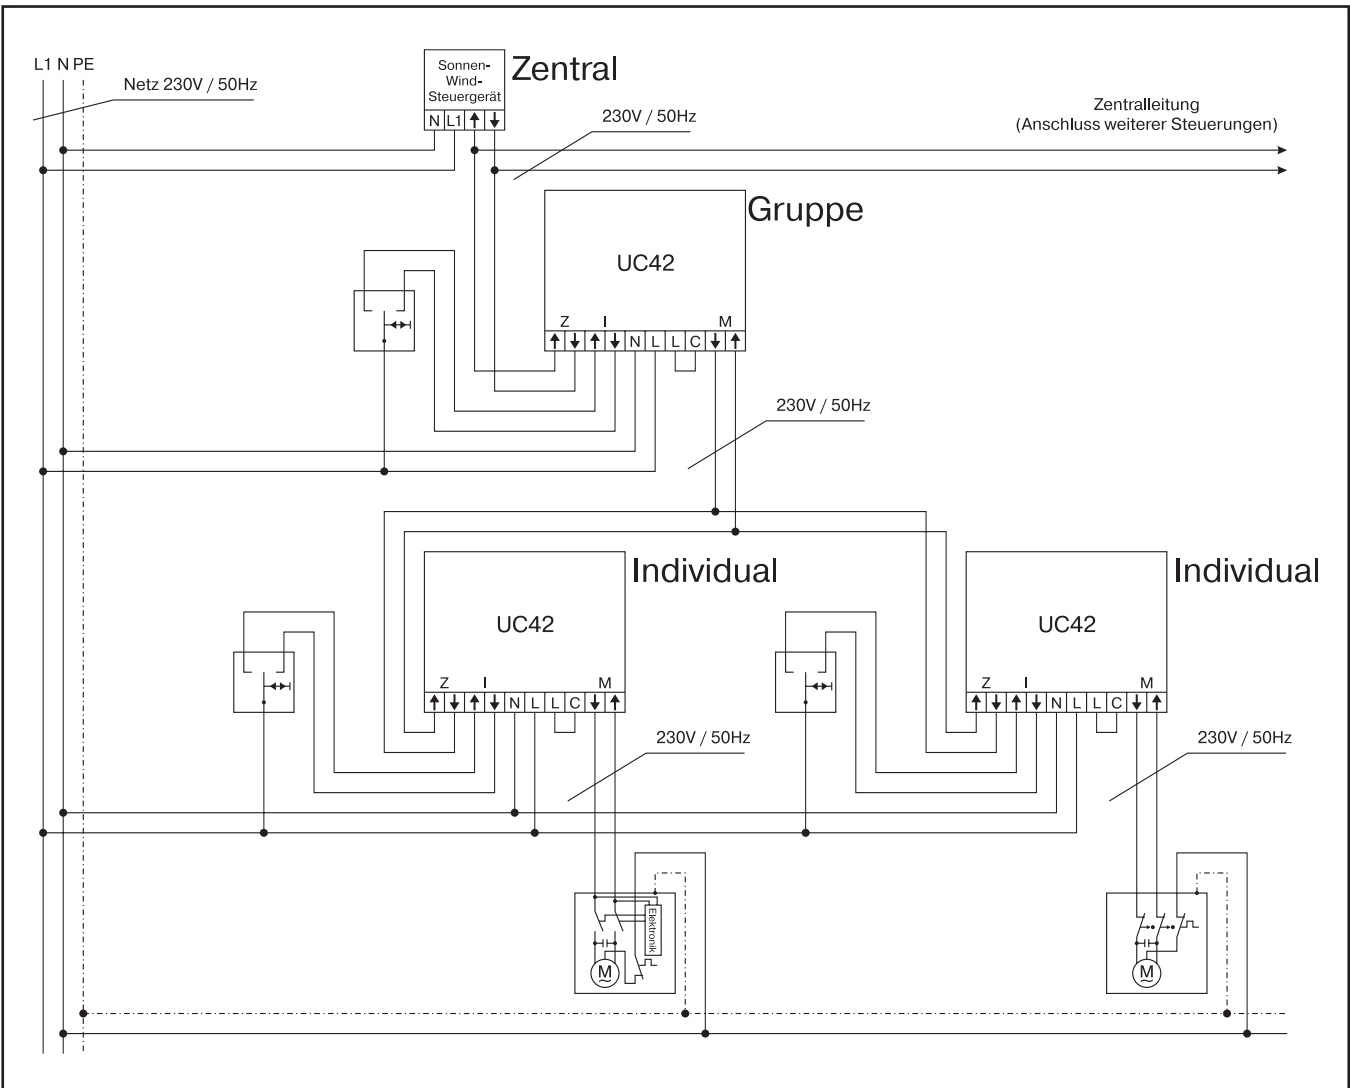 L1 N PE
Netz 230V / 50Hz
Sonnen-
Wind-
Steuergerät
N L1 ↑ ↓
Zentral
230V / 50Hz
Zentralleitung
(Anschluss weiterer Steuerungen)
Gruppe
UC42
Z I M
↑ ↓ ↑ ↓ N L L C ↓ ↑
230V / 50Hz
Individual
UC42
Z I M
↑ ↓ ↑ ↓ N L L C ↓ ↑
230V / 50Hz
Individual
UC42
Z I M
↑ ↓ ↑ ↓ N L L C ↓ ↑
230V / 50Hz
Elektronik
M
~
M
~